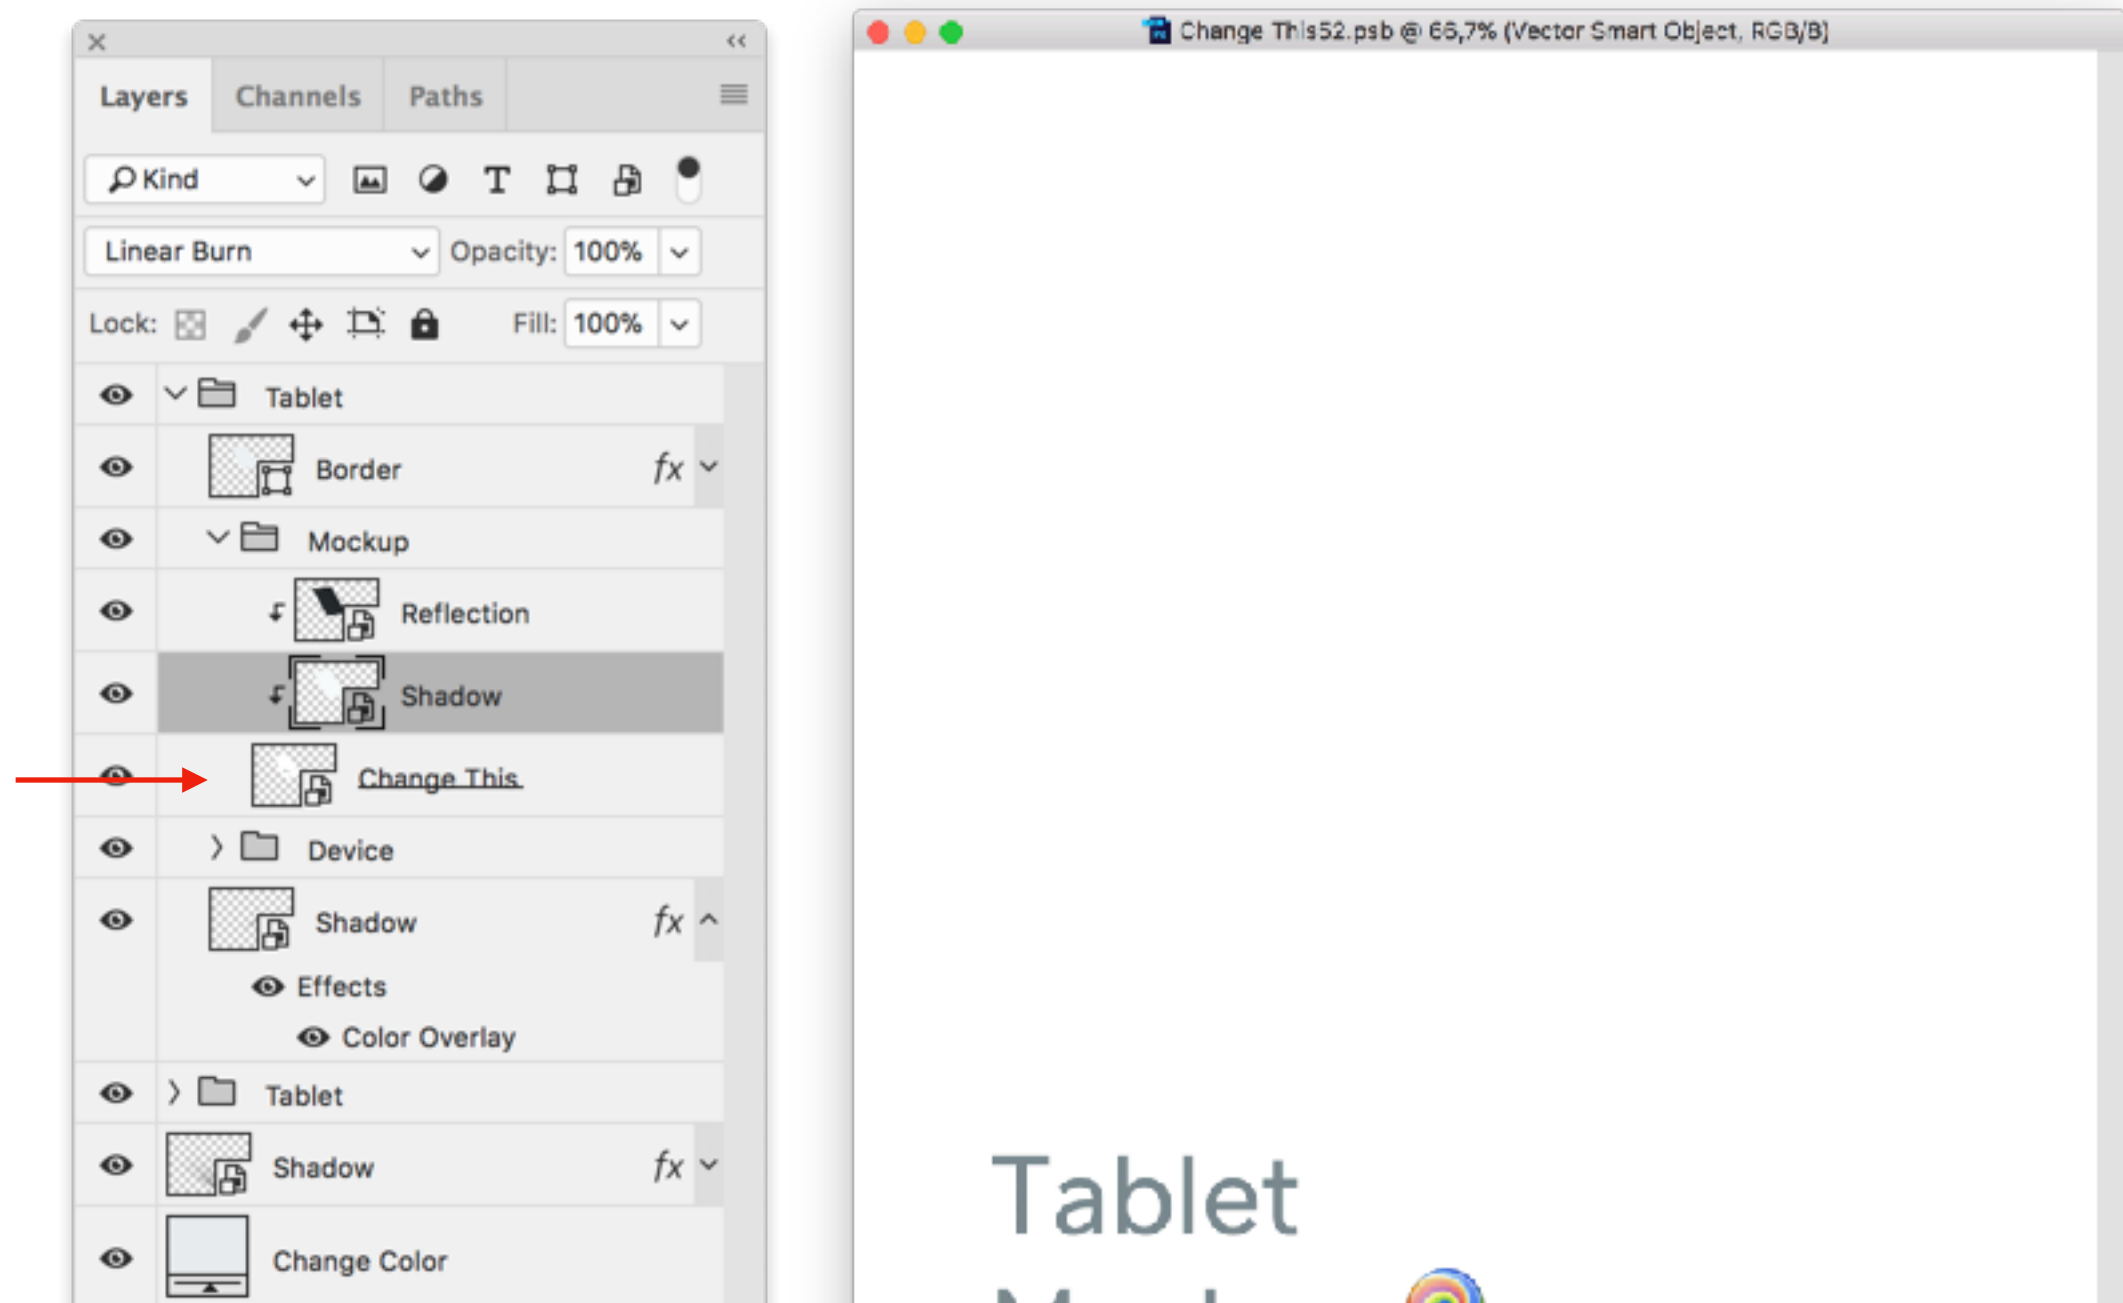 Layers Channels Paths
Kind
Linear Burn Opacity: 100%
Lock: Fill: 100%
Tablet
Border fx
Mockup
Reflection
Shadow
Change This
Device
Shadow fx
Effects
Color Overlay
Tablet
Shadow fx
Change Color
Change This52.psb @ 66,7% (Vector Smart Object, RGB/8)
Tablet